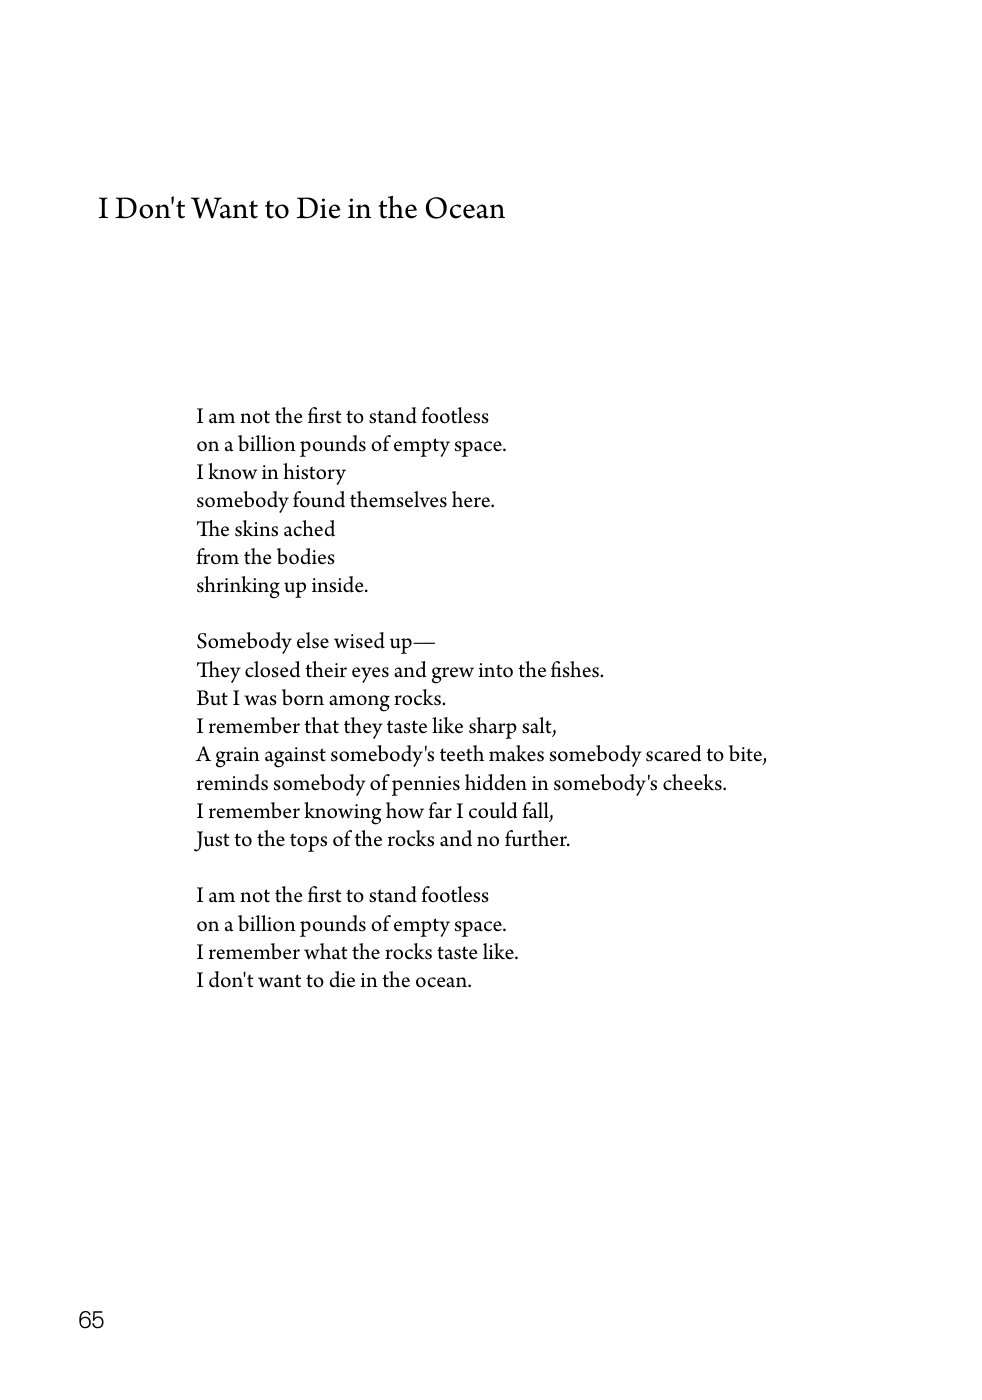 I Don't Want to Die in the Ocean
I am not the first to stand footless
on a billion pounds of empty space.
I know in history
somebody found themselves here.
The skins ached
from the bodies
shrinking up inside.
Somebody else wised up—
They closed their eyes and grew into the fishes.
But I was born among rocks.
I remember that they taste like sharp salt,
A grain against somebody's teeth makes somebody scared to bite,
reminds somebody of pennies hidden in somebody's cheeks.
I remember knowing how far I could fall,
Just to the tops of the rocks and no further.
I am not the first to stand footless
on a billion pounds of empty space.
I remember what the rocks taste like.
I don't want to die in the ocean.
65